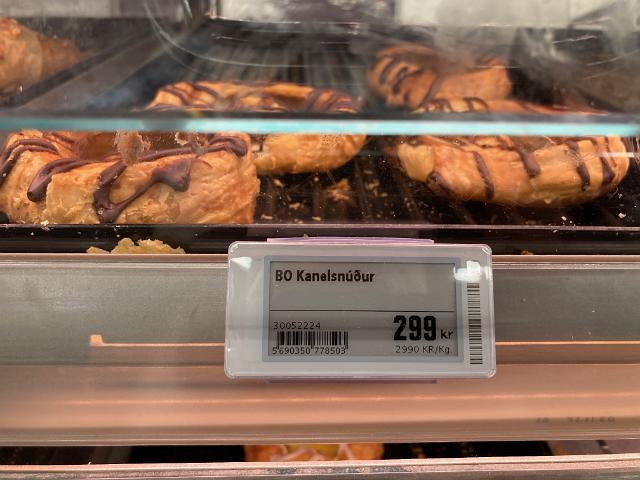 BO Kanelsnúður
30052224
299 kr
5690350 778503
2990 KR/Kg.